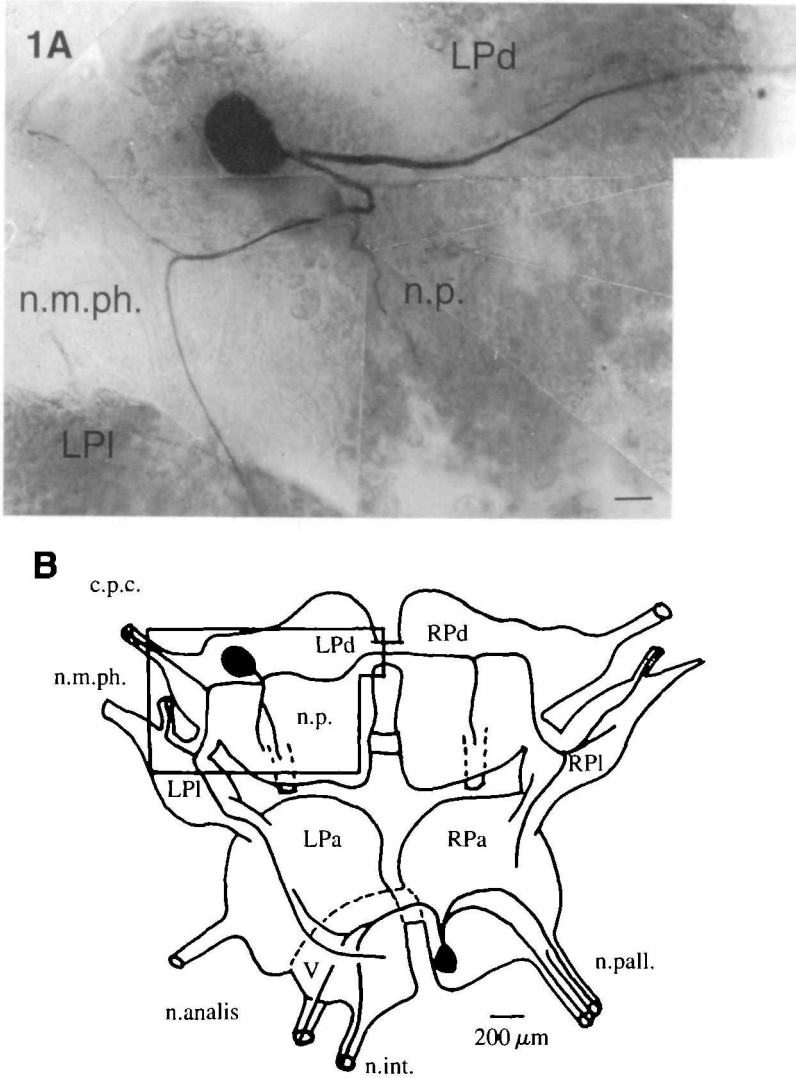 1A
LPd
n.m.ph.
n.p.
LPl
B
c.p.c.
LPd
RPd
n.m.ph.
n.p.
LPl
RPl
LPa
RPa
V
n.pall.
n.analis
200 μm
n.int.